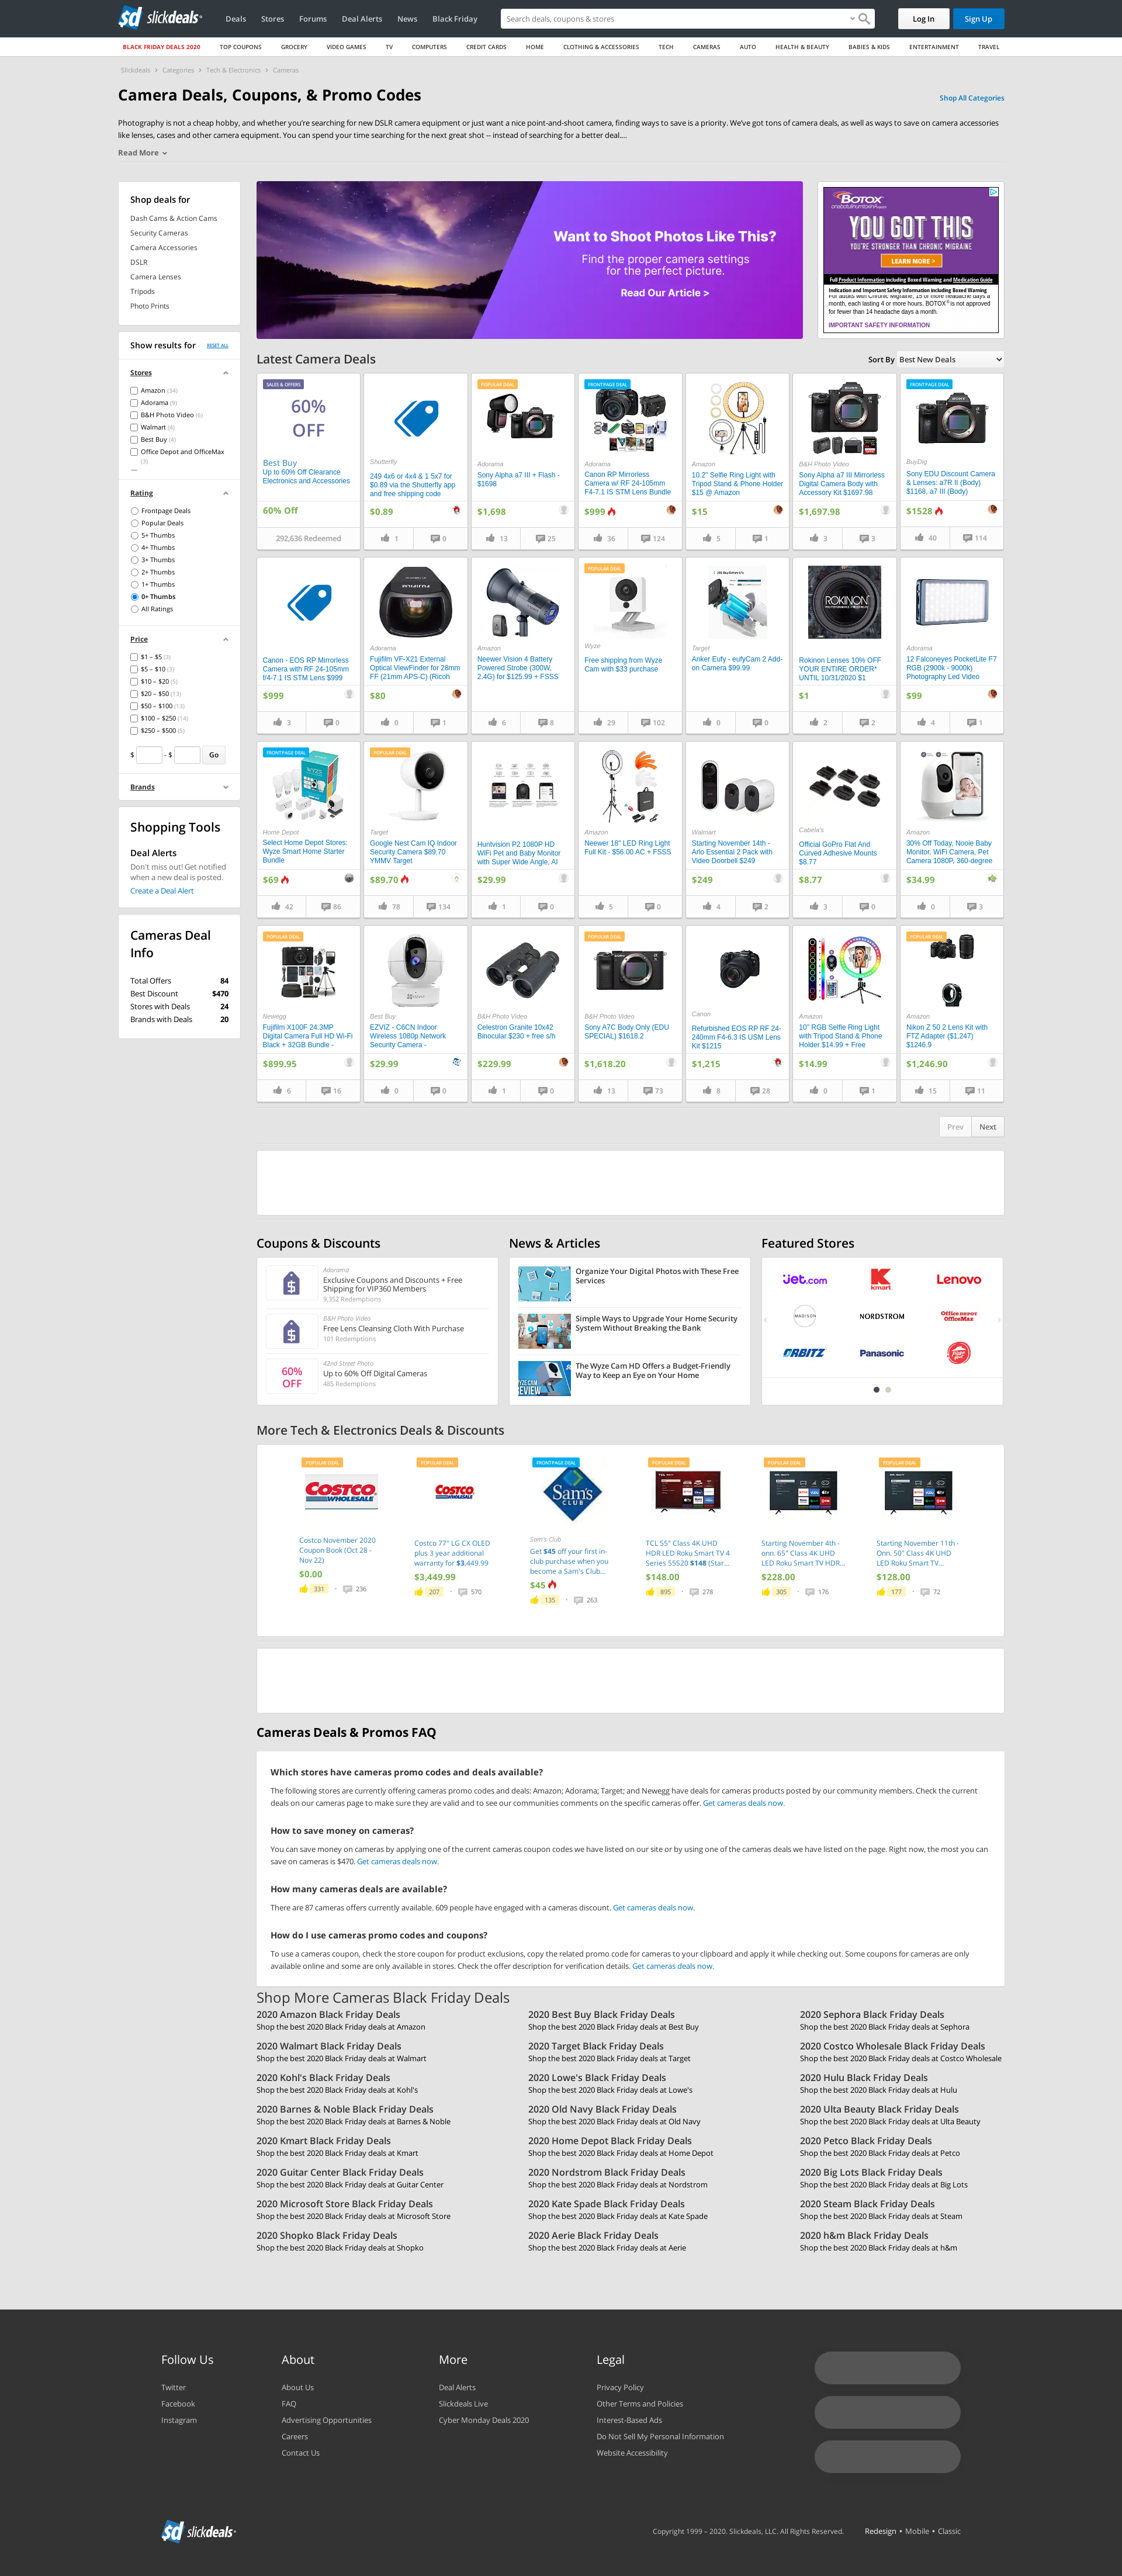 slickdeals
Deals
Stores
Forums
Deal Alerts
News
Black Friday
Search deals, coupons & stores
Log In
Sign Up
BLACK FRIDAY DEALS 2020
TOP COUPONS
GROCERY
VIDEO GAMES
TV
COMPUTERS
CREDIT CARDS
HOME
CLOTHING & ACCESSORIES
TECH
CAMERAS
AUTO
HEALTH & BEAUTY
BABIES & KIDS
ENTERTAINMENT
TRAVEL
Slickdeals > Categories > Tech & Electronics > Cameras
Camera Deals, Coupons, & Promo Codes
Shop All Categories
Photography is not a cheap hobby, and whether you're searching for new DSLR camera equipment or just want a nice point-and-shoot camera, finding ways to save is a priority. We've got tons of camera deals, as well as ways to save on camera accessories
like lenses, cases and other camera equipment. You can spend your time searching for the next great shot -- instead of searching for a better deal....
Read More
Shop deals for
Dash Cams & Action Cams
Security Cameras
Camera Accessories
DSLR
Camera Lenses
Tripods
Photo Prints
Want to Shoot Photos Like This?
Find the proper camera settings
for the perfect picture.
Read Our Article >
BOTOX
onabotulinumtoxinA
YOU GOT THIS
YOU'RE STRONGER THAN CHRONIC MIGRAINE
LEARN MORE >
Full Product Information including Boxed Warning and Medication Guide
Indication and Important Safety Information including Boxed Warning
For adults with Chronic Migraine, 15 or more headache days a
month, each lasting 4 or more hours. BOTOX® is not approved
for fewer than 14 headache days a month.
IMPORTANT SAFETY INFORMATION
Show results for
RESET ALL
Stores
Amazon (34)
Adorama (9)
B&H Photo Video (6)
Walmart (4)
Best Buy (4)
Office Depot and OfficeMax
(3)
Rating
Frontpage Deals
Popular Deals
5+ Thumbs
4+ Thumbs
3+ Thumbs
2+ Thumbs
1+ Thumbs
0+ Thumbs
All Ratings
Price
$1 – $5 (3)
$5 – $10 (3)
$10 – $20 (5)
$20 – $50 (13)
$50 – $100 (13)
$100 – $250 (14)
$250 – $500 (5)
$ - $ Go
Brands
Shopping Tools
Deal Alerts
Don't miss out! Get notified
when a new deal is posted.
Create a Deal Alert
Cameras Deal
Info
Total Offers 84
Best Discount $470
Stores with Deals 24
Brands with Deals 20
Latest Camera Deals
Sort By Best New Deals
SALES & OFFERS
60%
OFF
Best Buy
Up to 60% Off Clearance
Electronics and Accessories
60% Off
292,636 Redeemed
Shutterfly
249 4x6 or 4x4 & 1 5x7 for
$0.89 via the Shutterfly app
and free shipping code
$0.89
1 0
POPULAR DEAL
Adorama
Sony Alpha a7 III + Flash -
$1698
$1,698
13 25
FRONTPAGE DEAL
Adorama
Canon RP Mirrorless
Camera w/ RF 24-105mm
F4-7.1 IS STM Lens Bundle
$999
36 124
Amazon
10.2" Selfie Ring Light with
Tripod Stand & Phone Holder
$15 @ Amazon
$15
5 1
B&H Photo Video
Sony Alpha a7 III Mirrorless
Digital Camera Body with
Accessory Kit $1697.98
$1,697.98
3 3
FRONTPAGE DEAL
BuyDig
Sony EDU Discount Camera
& Lenses: a7R II (Body)
$1168, a7 III (Body)
$1528
40 114
Canon - EOS RP Mirrorless
Camera with RF 24-105mm
f/4-7.1 IS STM Lens $999
$999
3 0
Adorama
Fujifilm VF-X21 External
Optical ViewFinder for 28mm
FF (21mm APS-C) (Ricoh
$80
0 1
Amazon
Neewer Vision 4 Battery
Powered Strobe (300W,
2.4G) for $125.99 + FSSS
6 8
POPULAR DEAL
Wyze
Free shipping from Wyze
Cam with $33 purchase
29 102
Target
Anker Eufy - eufyCam 2 Add-
on Camera $99.99
0 0
ROKINON
Rokinon Lenses 10% OFF
YOUR ENTIRE ORDER*
UNTIL 10/31/2020 $1
$1
2 2
Adorama
12 Falconeyes PocketLite F7
RGB (2900k - 9000k)
Photography Led Video
$99
4 1
FRONTPAGE DEAL
Home Depot
Select Home Depot Stores:
Wyze Smart Home Starter
Bundle
$69
42 86
POPULAR DEAL
Target
Google Nest Cam IQ Indoor
Security Camera $89.70
YMMV Target
$89.70
78 134
Huntvision P2 1080P HD
WiFi Pet and Baby Monitor
with Super Wide Angle, AI
$29.99
1 0
Amazon
Neewer 18" LED Ring Light
Full Kit - $56.00 AC + FSSS
5 0
Walmart
Starting November 14th -
Arlo Essential 2 Pack with
Video Doorbell $249
$249
4 2
Cabela's
Official GoPro Flat And
Curved Adhesive Mounts
$8.77
$8.77
3 0
Amazon
30% Off Today, Nooie Baby
Monitor, WiFi Camera, Pet
Camera 1080P, 360-degree
$34.99
0 3
POPULAR DEAL
Newegg
Fujifilm X100F 24.3MP
Digital Camera Full HD Wi-Fi
Black + 32GB Bundle -
$899.95
6 16
Best Buy
EZVIZ - C6CN Indoor
Wireless 1080p Network
Security Camera -
$29.99
0 0
B&H Photo Video
Celestron Granite 10x42
Binocular $230 + free s/h
$229.99
1 0
POPULAR DEAL
B&H Photo Video
Sony A7C Body Only (EDU
SPECIAL) $1618.2
$1,618.20
13 73
Canon
Refurbished EOS RP RF 24-
240mm F4-6.3 IS USM Lens
Kit $1215
$1,215
8 28
Amazon
10" RGB Selfie Ring Light
with Tripod Stand & Phone
Holder $14.99 + Free
$14.99
0 1
POPULAR DEAL
Amazon
Nikon Z 50 2 Lens Kit with
FTZ Adapter ($1,247)
$1246.9
$1,246.90
15 11
Prev Next
Coupons & Discounts
Adorama
Exclusive Coupons and Discounts + Free
Shipping for VIP360 Members
9,352 Redemptions
B&H Photo Video
Free Lens Cleansing Cloth With Purchase
101 Redemptions
60%
OFF
42nd Street Photo
Up to 60% Off Digital Cameras
485 Redemptions
News & Articles
Organize Your Digital Photos with These Free
Services
Simple Ways to Upgrade Your Home Security
System Without Breaking the Bank
WYZE CAM
REVIEW
The Wyze Cam HD Offers a Budget-Friendly
Way to Keep an Eye on Your Home
Featured Stores
jet.com
kmart
Lenovo
MADISON
NORDSTROM
Office DEPOT
OfficeMax
ORBITZ
Panasonic
Pizza Hut
More Tech & Electronics Deals & Discounts
POPULAR DEAL
COSTCO
WHOLESALE
Costco November 2020
Coupon Book (Oct 28 -
Nov 22)
$0.00
331 - 236
POPULAR DEAL
COSTCO
WHOLESALE
Costco 77" LG CX OLED
plus 3 year additional
warranty for $3,449.99
$3,449.99
207 - 570
FRONTPAGE DEAL
Sam's
CLUB
Sam's Club
Get $45 off your first in-
club purchase when you
become a Sam's Club...
$45
135 - 263
POPULAR DEAL
TCL 55" Class 4K UHD
HDR LED Roku Smart TV 4
Series 55S20 $148 (Star...
$148.00
895 - 278
POPULAR DEAL
Starting November 4th -
onn. 65" Class 4K UHD
LED Roku Smart TV HDR...
$228.00
305 - 176
POPULAR DEAL
Starting November 11th -
Onn. 50" Class 4K UHD
LED Roku Smart TV...
$128.00
177 - 72
Cameras Deals & Promos FAQ
Which stores have cameras promo codes and deals available?
The following stores are currently offering cameras promo codes and deals: Amazon; Adorama; Target; and Newegg have deals for cameras products posted by our community members. Check the current
deals on our cameras page to make sure they are valid and to see our communities comments on the specific cameras offer. Get cameras deals now.
How to save money on cameras?
You can save money on cameras by applying one of the current cameras coupon codes we have listed on our site or by using one of the cameras deals we have listed on the page. Right now, the most you can
save on cameras is $470. Get cameras deals now.
How many cameras deals are available?
There are 87 cameras offers currently available. 609 people have engaged with a cameras discount. Get cameras deals now.
How do I use cameras promo codes and coupons?
To use a cameras coupon, check the store coupon for product exclusions, copy the related promo code for cameras to your clipboard and apply it while checking out. Some coupons for cameras are only
available online and some are only available in stores. Check the offer description for verification details. Get cameras deals now.
Shop More Cameras Black Friday Deals
2020 Amazon Black Friday Deals
Shop the best 2020 Black Friday deals at Amazon
2020 Best Buy Black Friday Deals
Shop the best 2020 Black Friday deals at Best Buy
2020 Sephora Black Friday Deals
Shop the best 2020 Black Friday deals at Sephora
2020 Walmart Black Friday Deals
Shop the best 2020 Black Friday deals at Walmart
2020 Target Black Friday Deals
Shop the best 2020 Black Friday deals at Target
2020 Costco Wholesale Black Friday Deals
Shop the best 2020 Black Friday deals at Costco Wholesale
2020 Kohl's Black Friday Deals
Shop the best 2020 Black Friday deals at Kohl's
2020 Lowe's Black Friday Deals
Shop the best 2020 Black Friday deals at Lowe's
2020 Hulu Black Friday Deals
Shop the best 2020 Black Friday deals at Hulu
2020 Barnes & Noble Black Friday Deals
Shop the best 2020 Black Friday deals at Barnes & Noble
2020 Old Navy Black Friday Deals
Shop the best 2020 Black Friday deals at Old Navy
2020 Ulta Beauty Black Friday Deals
Shop the best 2020 Black Friday deals at Ulta Beauty
2020 Kmart Black Friday Deals
Shop the best 2020 Black Friday deals at Kmart
2020 Home Depot Black Friday Deals
Shop the best 2020 Black Friday deals at Home Depot
2020 Petco Black Friday Deals
Shop the best 2020 Black Friday deals at Petco
2020 Guitar Center Black Friday Deals
Shop the best 2020 Black Friday deals at Guitar Center
2020 Nordstrom Black Friday Deals
Shop the best 2020 Black Friday deals at Nordstrom
2020 Big Lots Black Friday Deals
Shop the best 2020 Black Friday deals at Big Lots
2020 Microsoft Store Black Friday Deals
Shop the best 2020 Black Friday deals at Microsoft Store
2020 Kate Spade Black Friday Deals
Shop the best 2020 Black Friday deals at Kate Spade
2020 Steam Black Friday Deals
Shop the best 2020 Black Friday deals at Steam
2020 Shopko Black Friday Deals
Shop the best 2020 Black Friday deals at Shopko
2020 Aerie Black Friday Deals
Shop the best 2020 Black Friday deals at Aerie
2020 h&m Black Friday Deals
Shop the best 2020 Black Friday deals at h&m
Follow Us
Twitter
Facebook
Instagram
About
About Us
FAQ
Advertising Opportunities
Careers
Contact Us
More
Deal Alerts
Slickdeals Live
Cyber Monday Deals 2020
Legal
Privacy Policy
Other Terms and Policies
Interest-Based Ads
Do Not Sell My Personal Information
Website Accessibility
slickdeals
Copyright 1999 – 2020. Slickdeals, LLC. All Rights Reserved.
Redesign • Mobile • Classic